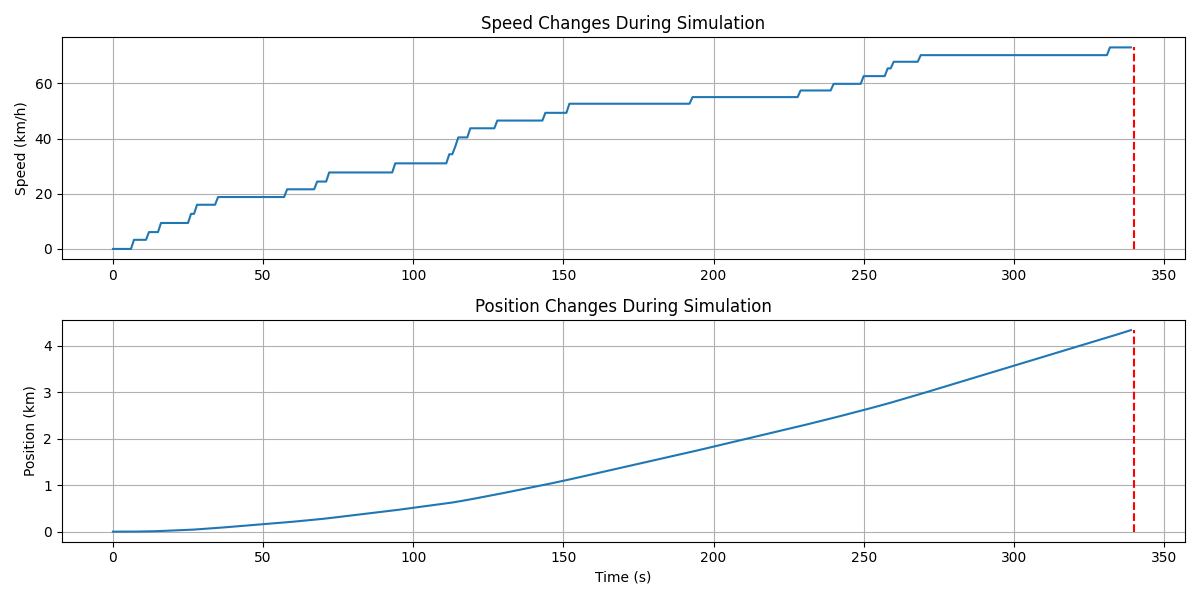 Speed Changes During Simulation
Speed (km/h)
60
40
20
0
0 50 100 150 200 250 300 350
Position Changes During Simulation
Position (km)
4
3
2
1
0
0 50 100 150 200 250 300 350
Time (s)